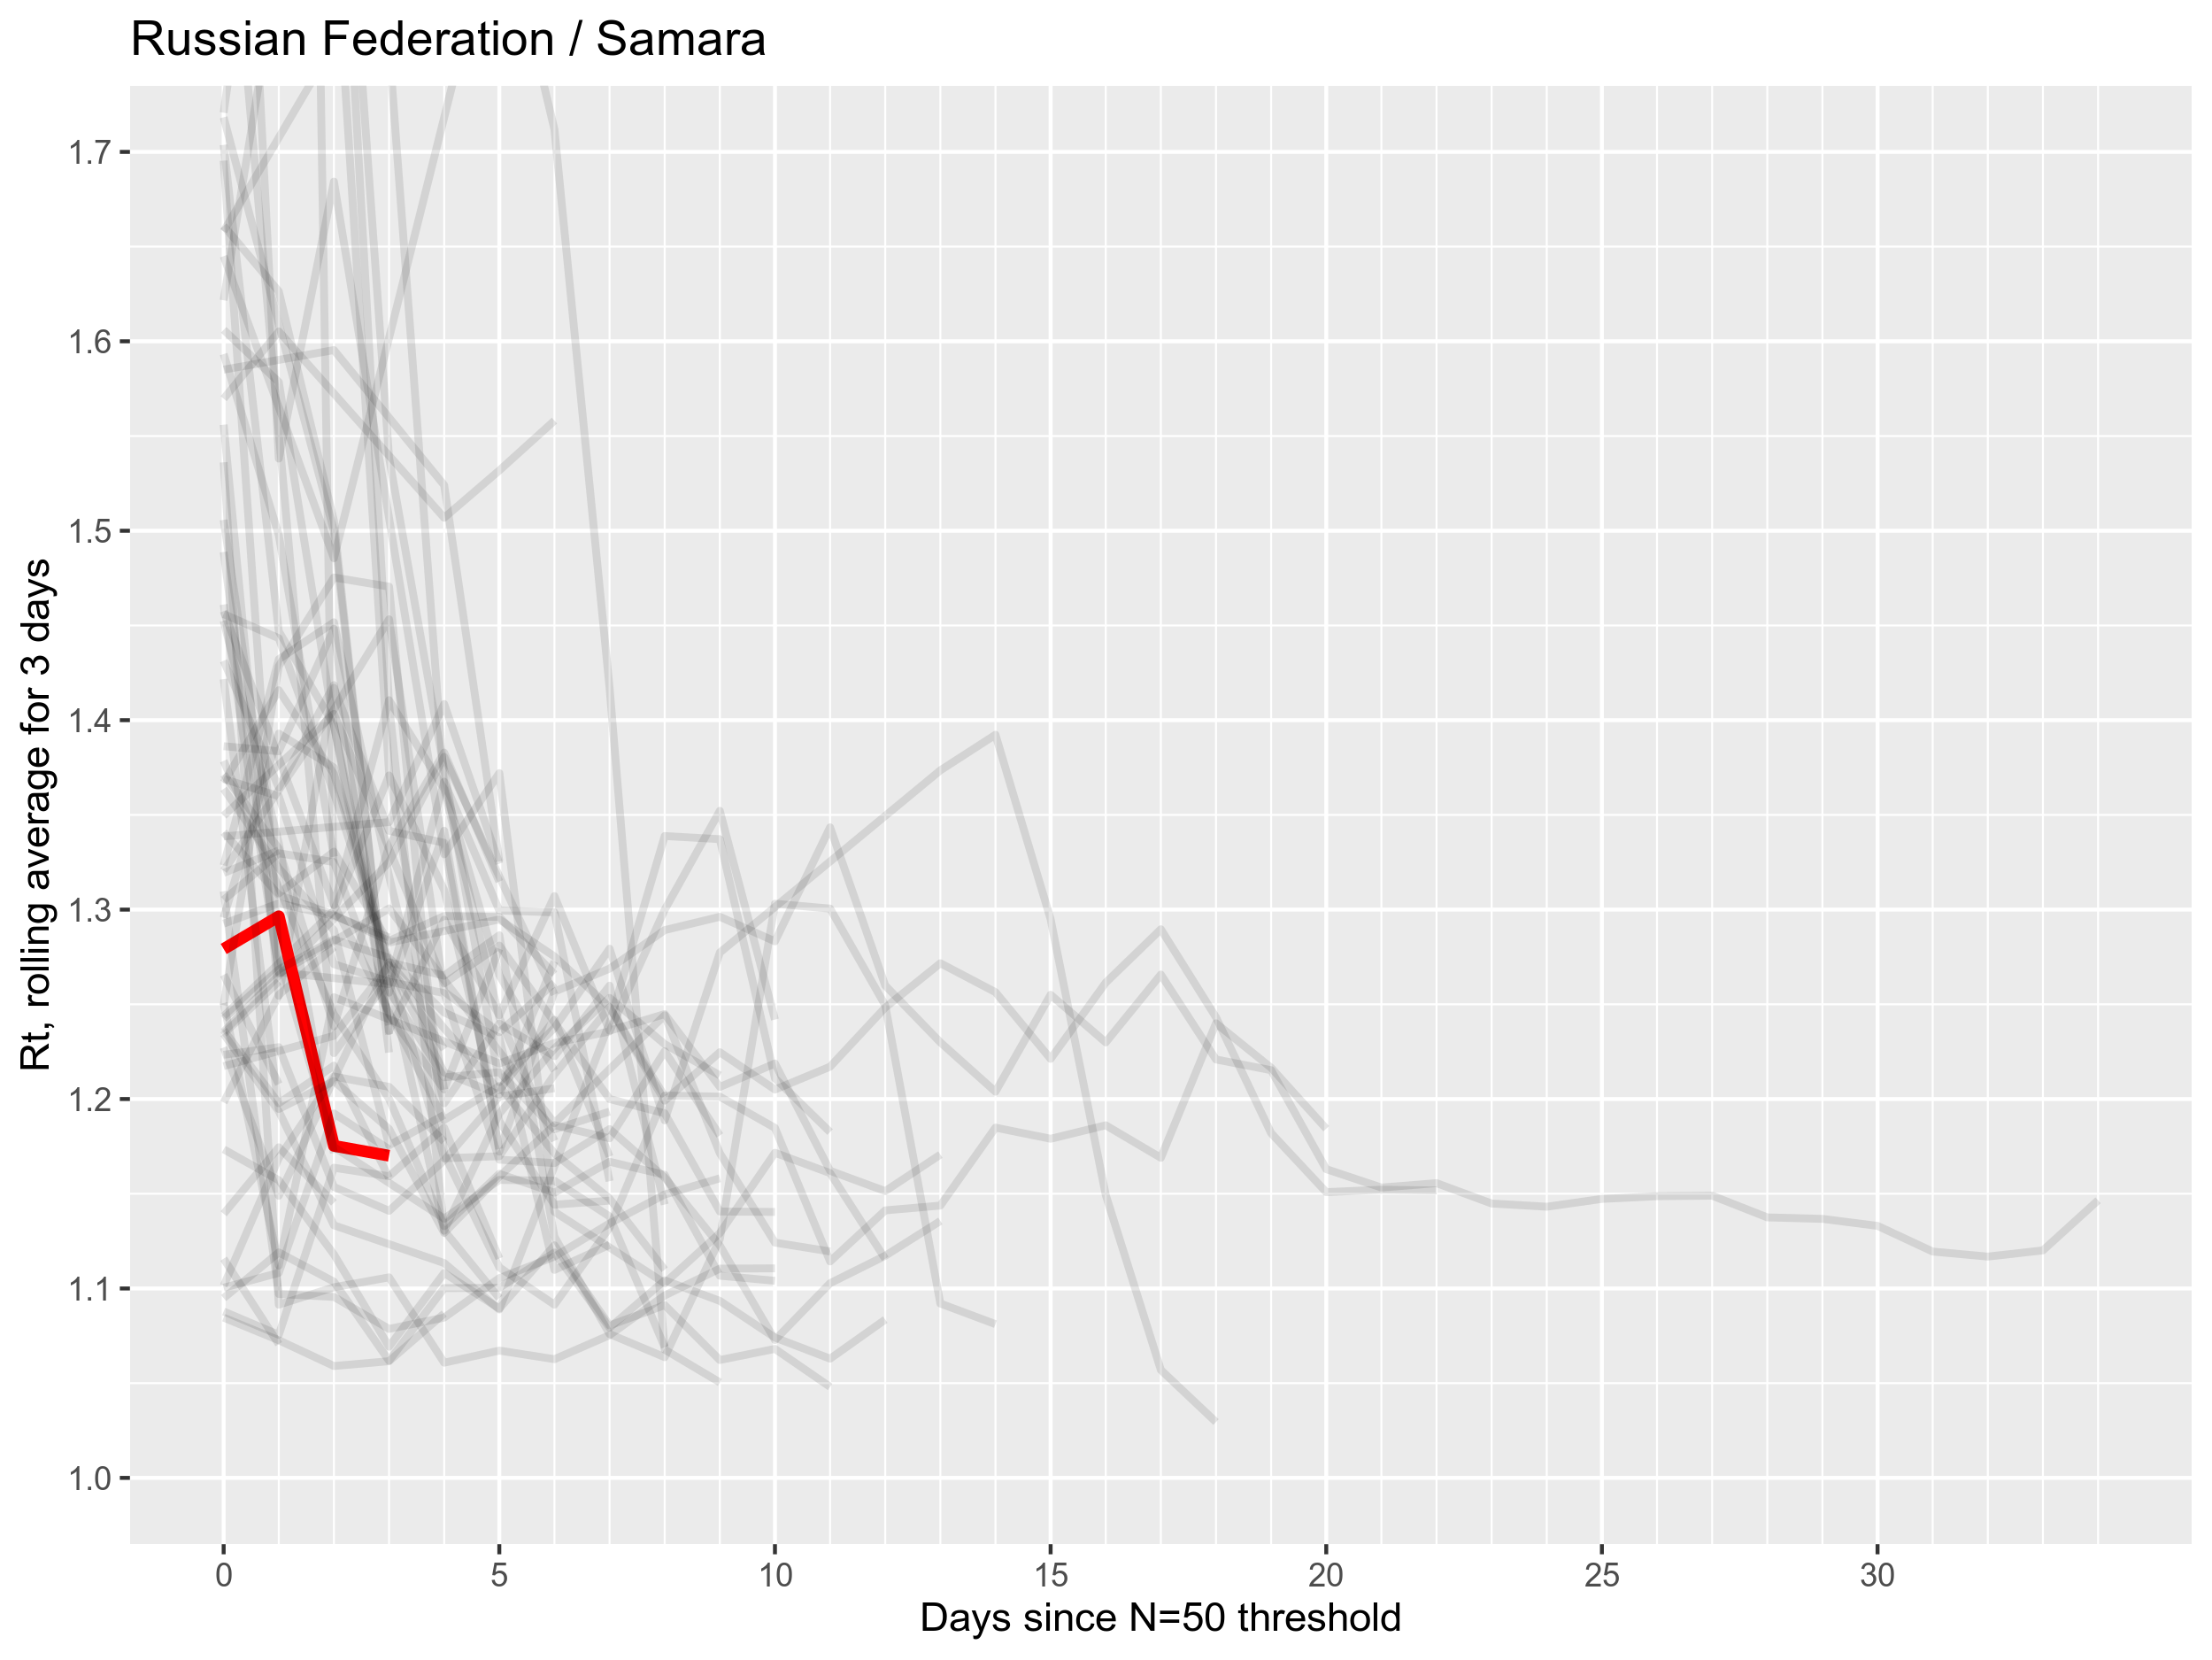 Russian Federation / Samara
Rt, rolling average for 3 days
1.7
1.6
1.5
1.4
1.3
1.2
1.1
1.0
0 5 10 15 20 25 30
Days since N=50 threshold